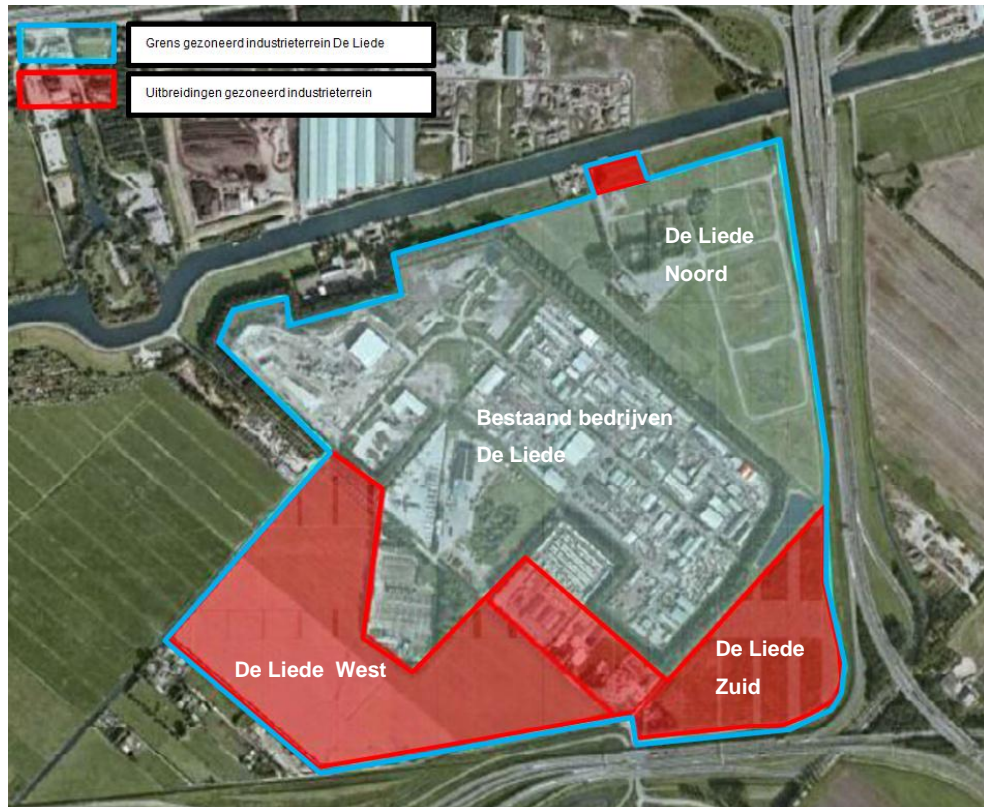 Grens gezoneerd industrieterrein De Liede
Uitbreidingen gezoneerd industrieterrein
De Liede
Noord
Bestaand bedrijven
De Liede
De Liede West
De Liede
Zuid